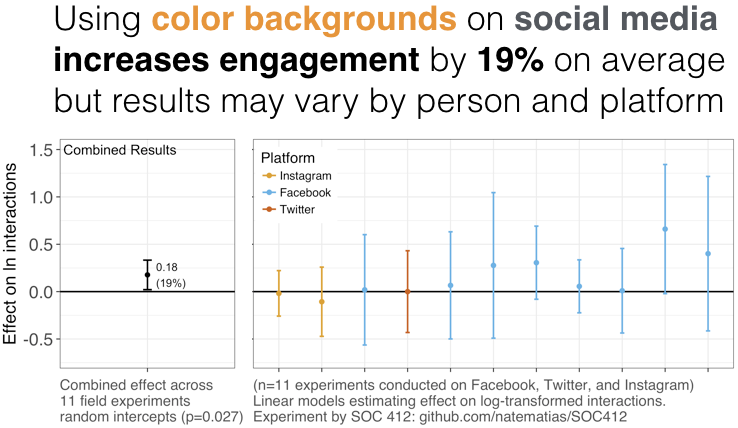 Using color backgrounds on social media
increases engagement by 19% on average
but results may vary by person and platform
Effect on ln interactions
1.5
1.0
0.5
0.0
-0.5
Combined Results
0.18
(19%)
Platform
Instagram
Facebook
Twitter
Combined effect across
11 field experiments
random intercepts (p=0.027)
(n=11 experiments conducted on Facebook, Twitter, and Instagram)
Linear models estimating effect on log-transformed interactions.
Experiment by SOC 412: github.com/natematias/SOC412